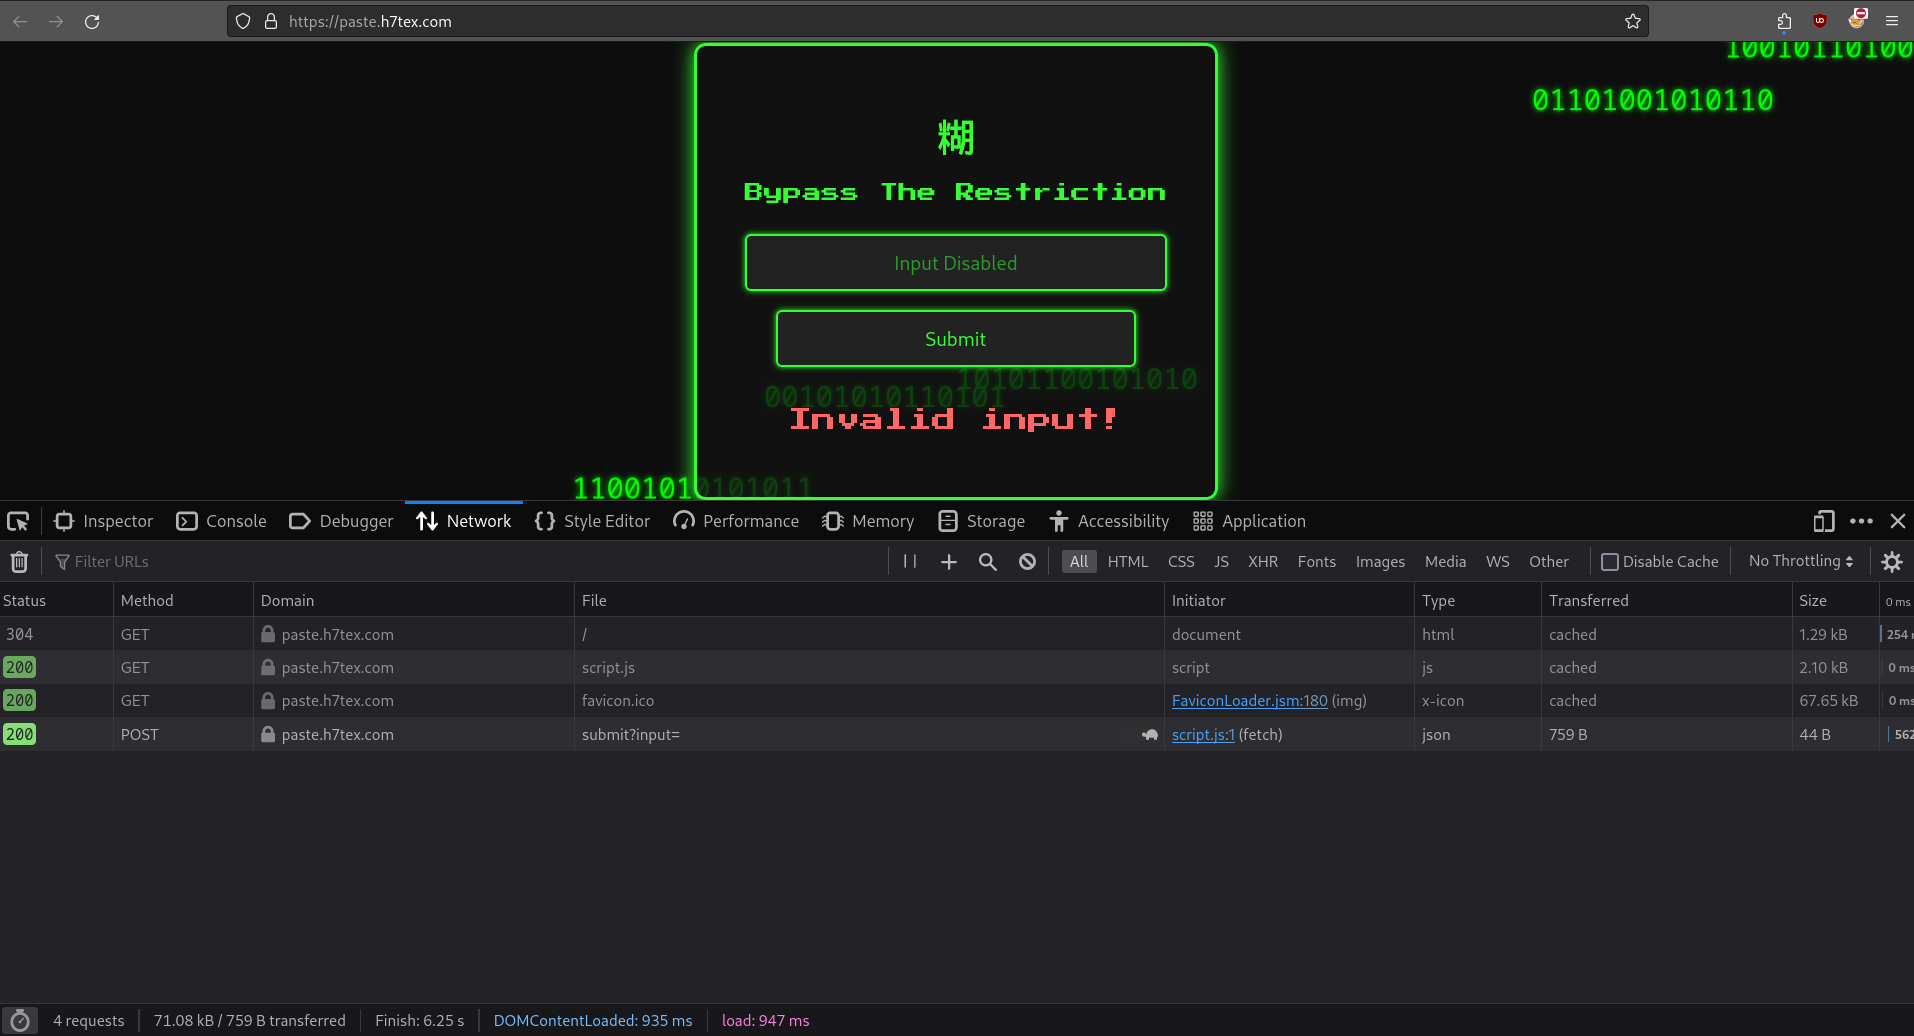 https://paste.h7tex.com
10010110100
01101001010110
糊
Bypass The Restriction
Input Disabled
Submit
10101100101010
00101010110101
Invalid input!
11001010101011
Inspector Console Debugger Network Style Editor Performance Memory Storage Accessibility Application
Filter URLs All HTML CSS JS XHR Fonts Images Media WS Other Disable Cache No Throttling
Status Method Domain File Initiator Type Transferred Size 0 ms
304 GET paste.h7tex.com / document html cached 1.29 kB 254
200 GET paste.h7tex.com script.js script js cached 2.10 kB 0 ms
200 GET paste.h7tex.com favicon.ico FaviconLoader.jsm:180 (img) x-icon cached 67.65 kB 0 ms
200 POST paste.h7tex.com submit?input= script.js:1 (fetch) json 759 B 44 B 562
4 requests 71.08 kB / 759 B transferred Finish: 6.25 s DOMContentLoaded: 935 ms load: 947 ms